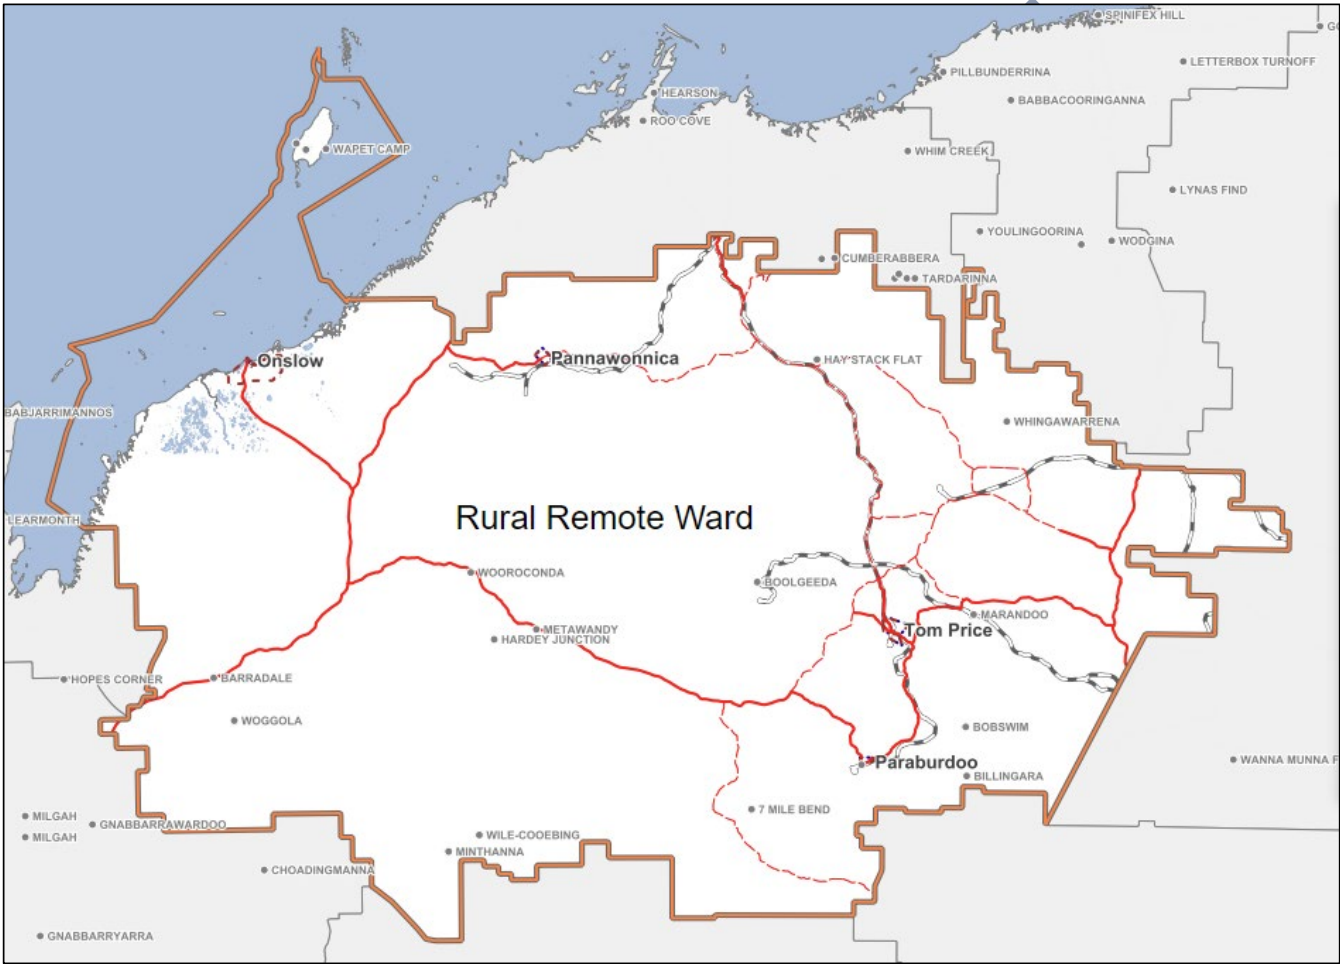 SPINIFEX HILL
LETTERBOX TURNOFF
PILLBUNDERRINA
HEARSON
BABBACOORINGANNA
ROO COVE
WAPET CAMP
WHIM CREEK
LYNAS FIND
YOULINGOORINA
WODGINA
CUMBERABBERA
TARDARINNA
Onslow
Pannawonnica
HAY STACK FLAT
BABJARRIMANNOS
WHINGAWARRENA
LEARMONTH
Rural Remote Ward
WOOROCONDA
BOOLGEEDA
MARANDOO
METAWANDY
Tom Price
HARDEY JUNCTION
HOPES CORNER
BARRADALE
WOGGOLA
BOBSWIM
Paraburdoo
WANNA MUNNA F
BILLINGARA
7 MILE BEND
MILGAH
GNABBARRAWARDOO
MILGAH
WILE-COOEBING
MINTHANNA
CHOADINGMANNA
GNABBARRYARRA